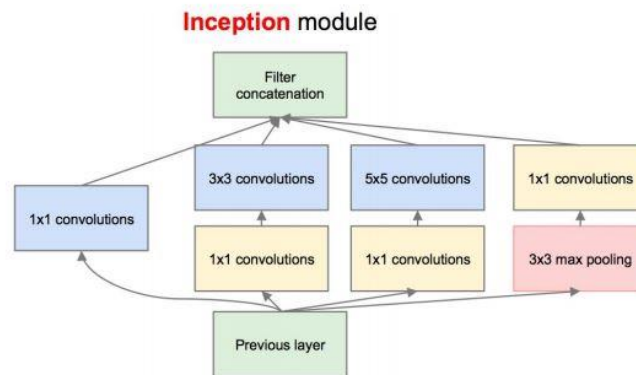 Inception module
Filter
concatenation
3x3 convolutions
5x5 convolutions
1x1 convolutions
1x1 convolutions
1x1 convolutions
1x1 convolutions
3x3 max pooling
Previous layer